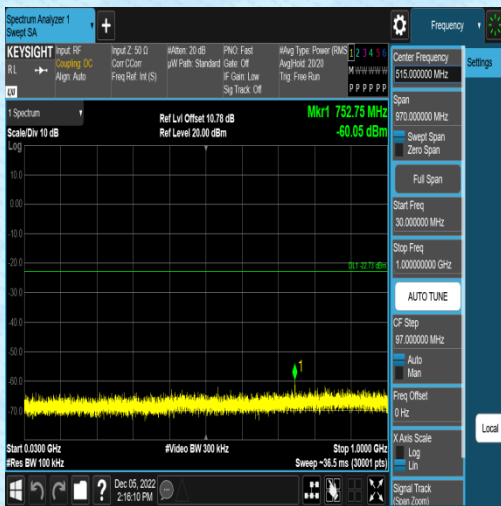 Spectrum Analyzer 1
Swept SA
Frequency
KEYSIGHT
RL
LXI
Input: RF
Coupling: DC
Align: Auto
Input Z: 50 Ω
Corr CCorr
Freq Ref: Int (S)
#Atten: 20 dB
µW Path: Standard
PNO: Fast
Gate: Off
IF Gain: Low
Sig Track: Off
#Avg Type: Power (RMS
Avg|Hold: 20/20
Trig: Free Run
1 2 3 4 5 6
M W W W W W
P P P P P P
1 Spectrum
Scale/Div 10 dB
Log
Ref Lvl Offset 10.78 dB
Ref Level 20.00 dBm
Mkr1 752.75 MHz
-60.05 dBm
10.0
0.00
-10.0
-20.0
-30.0
-40.0
-50.0
-60.0
-70.0
DL1 -22.73 dBm
1
Start 0.0300 GHz
#Res BW 100 kHz
#Video BW 300 kHz
Stop 1.0000 GHz
Sweep ~36.5 ms (30001 pts)
Dec 05, 2022
2:16:10 PM
Center Frequency
515.000000 MHz
Settings
Span
970.000000 MHz
Swept Span
Zero Span
Full Span
Start Freq
30.000000 MHz
Stop Freq
1.000000000 GHz
AUTO TUNE
CF Step
97.000000 MHz
Auto
Man
Freq Offset
0 Hz
X Axis Scale
Log
Lin
Local
Signal Track
(Span Zoom)